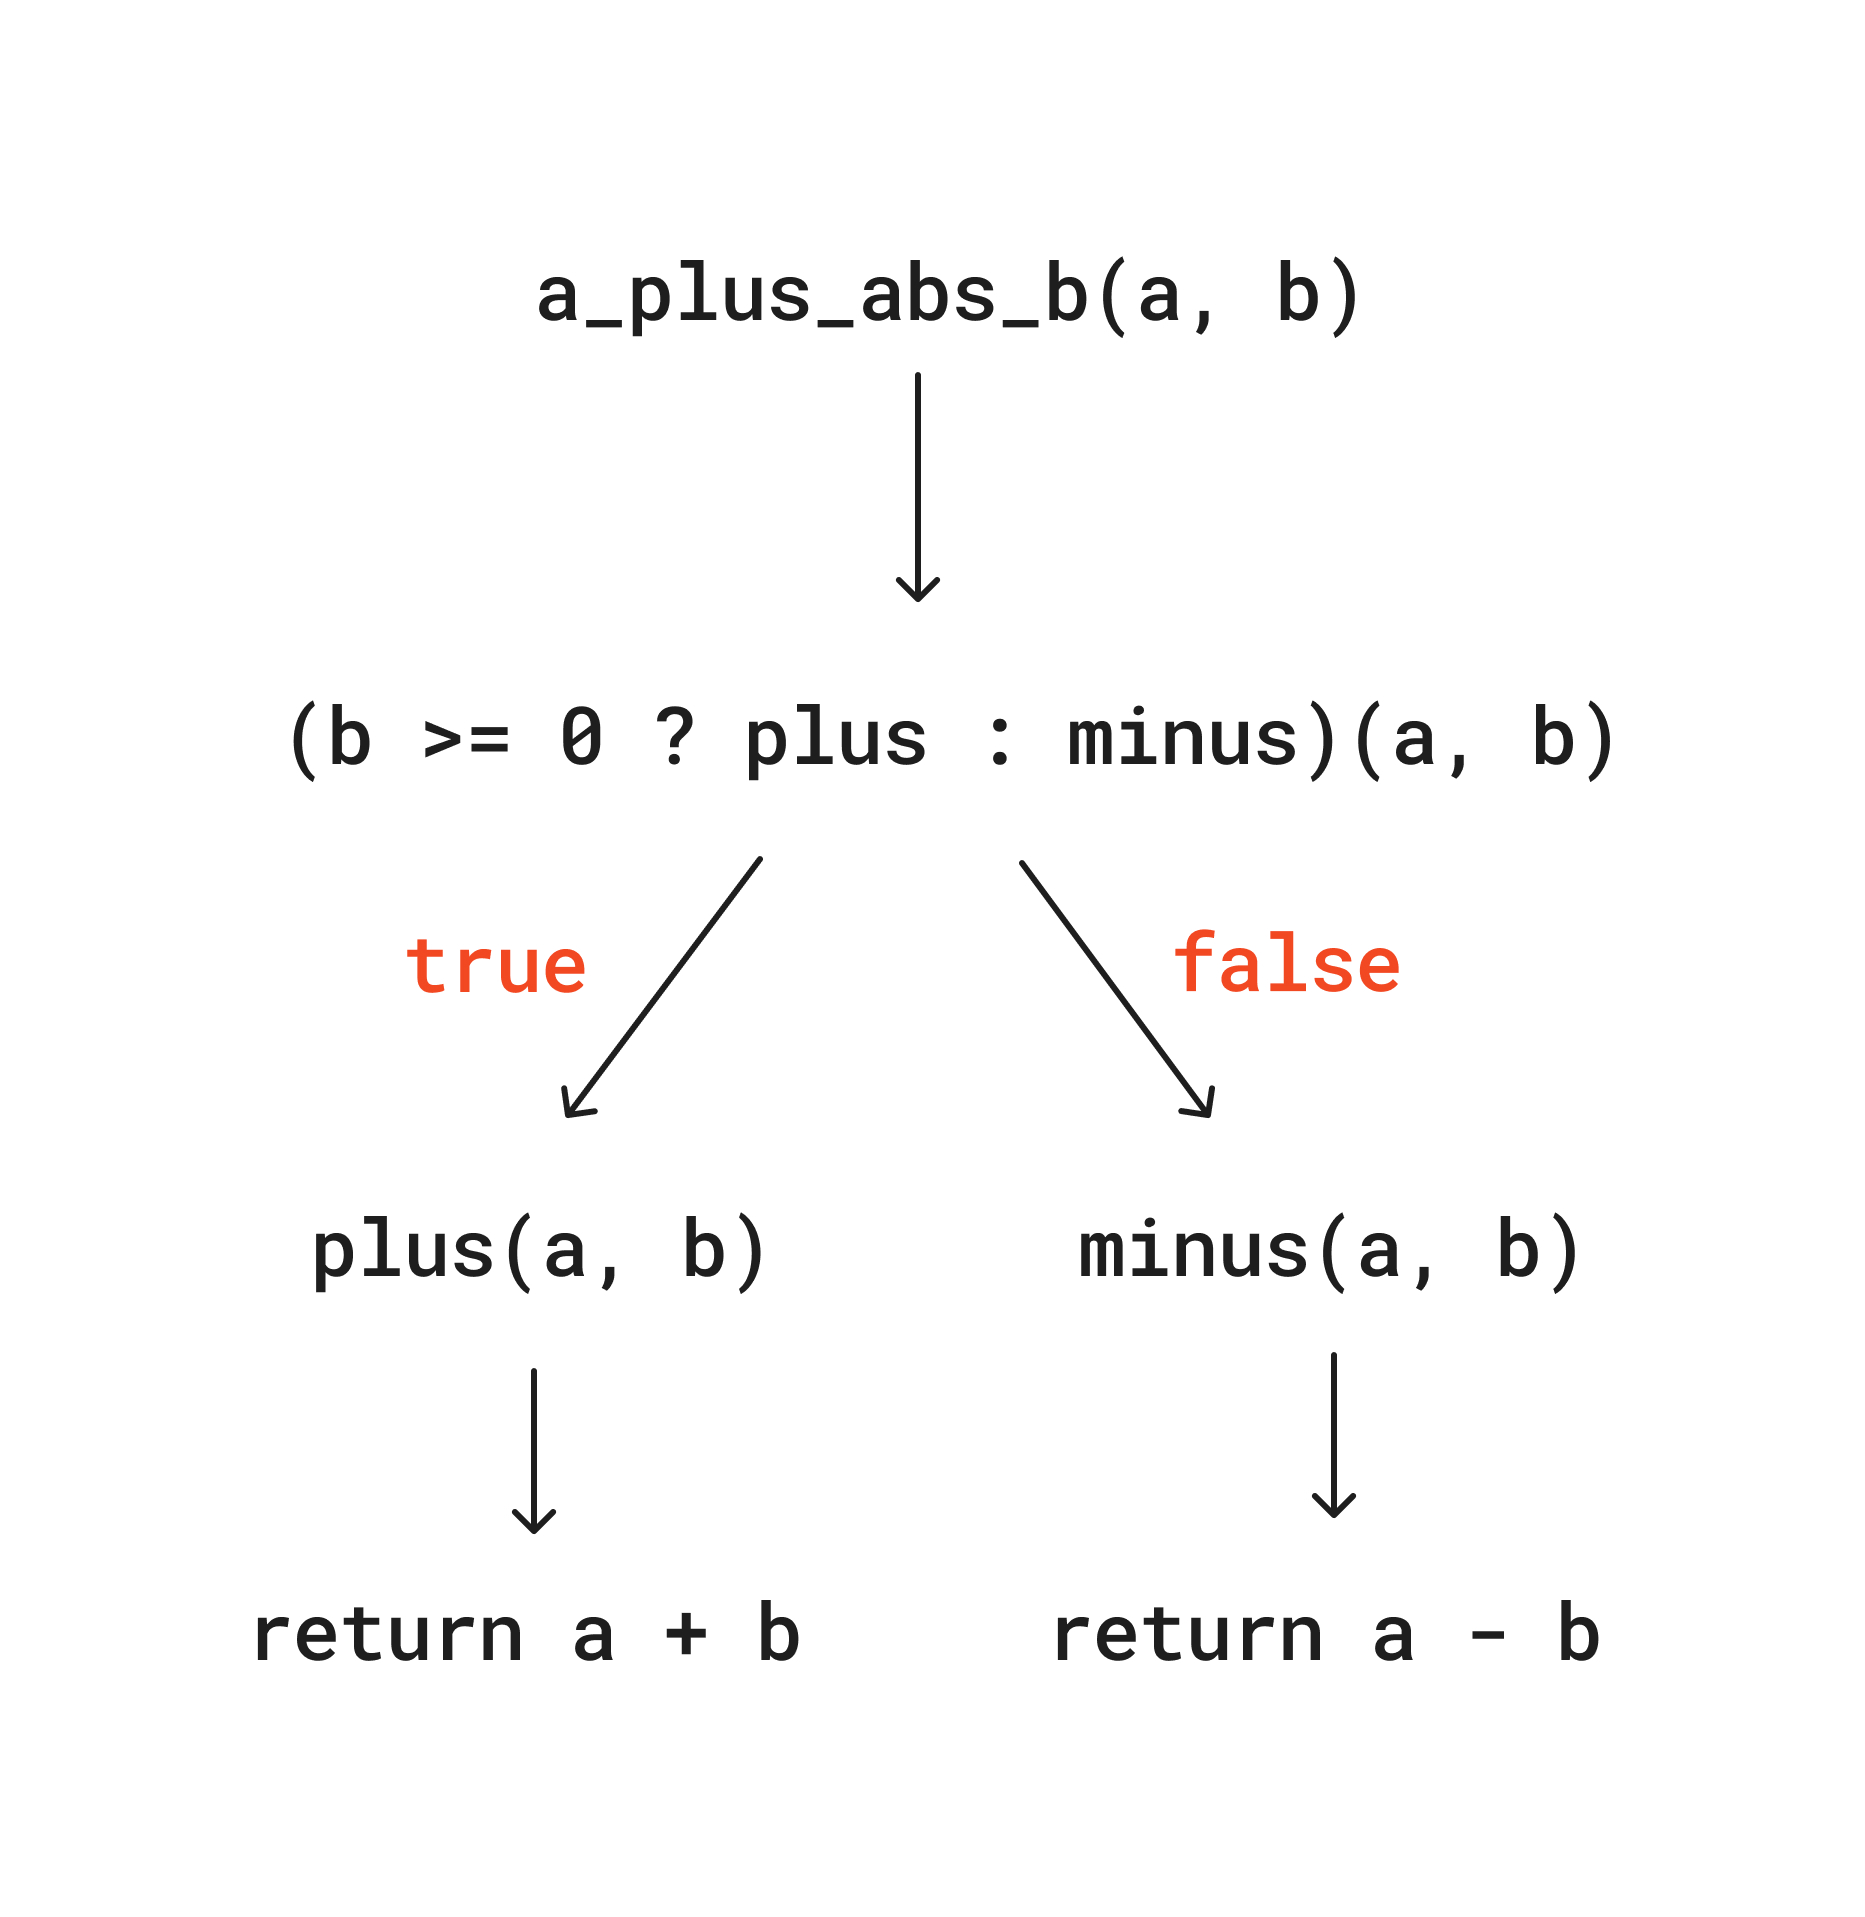 a_plus_abs_b(a, b)
(b >= 0 ? plus : minus)(a, b)
true
false
plus(a, b)
minus(a, b)
return a + b
return a - b